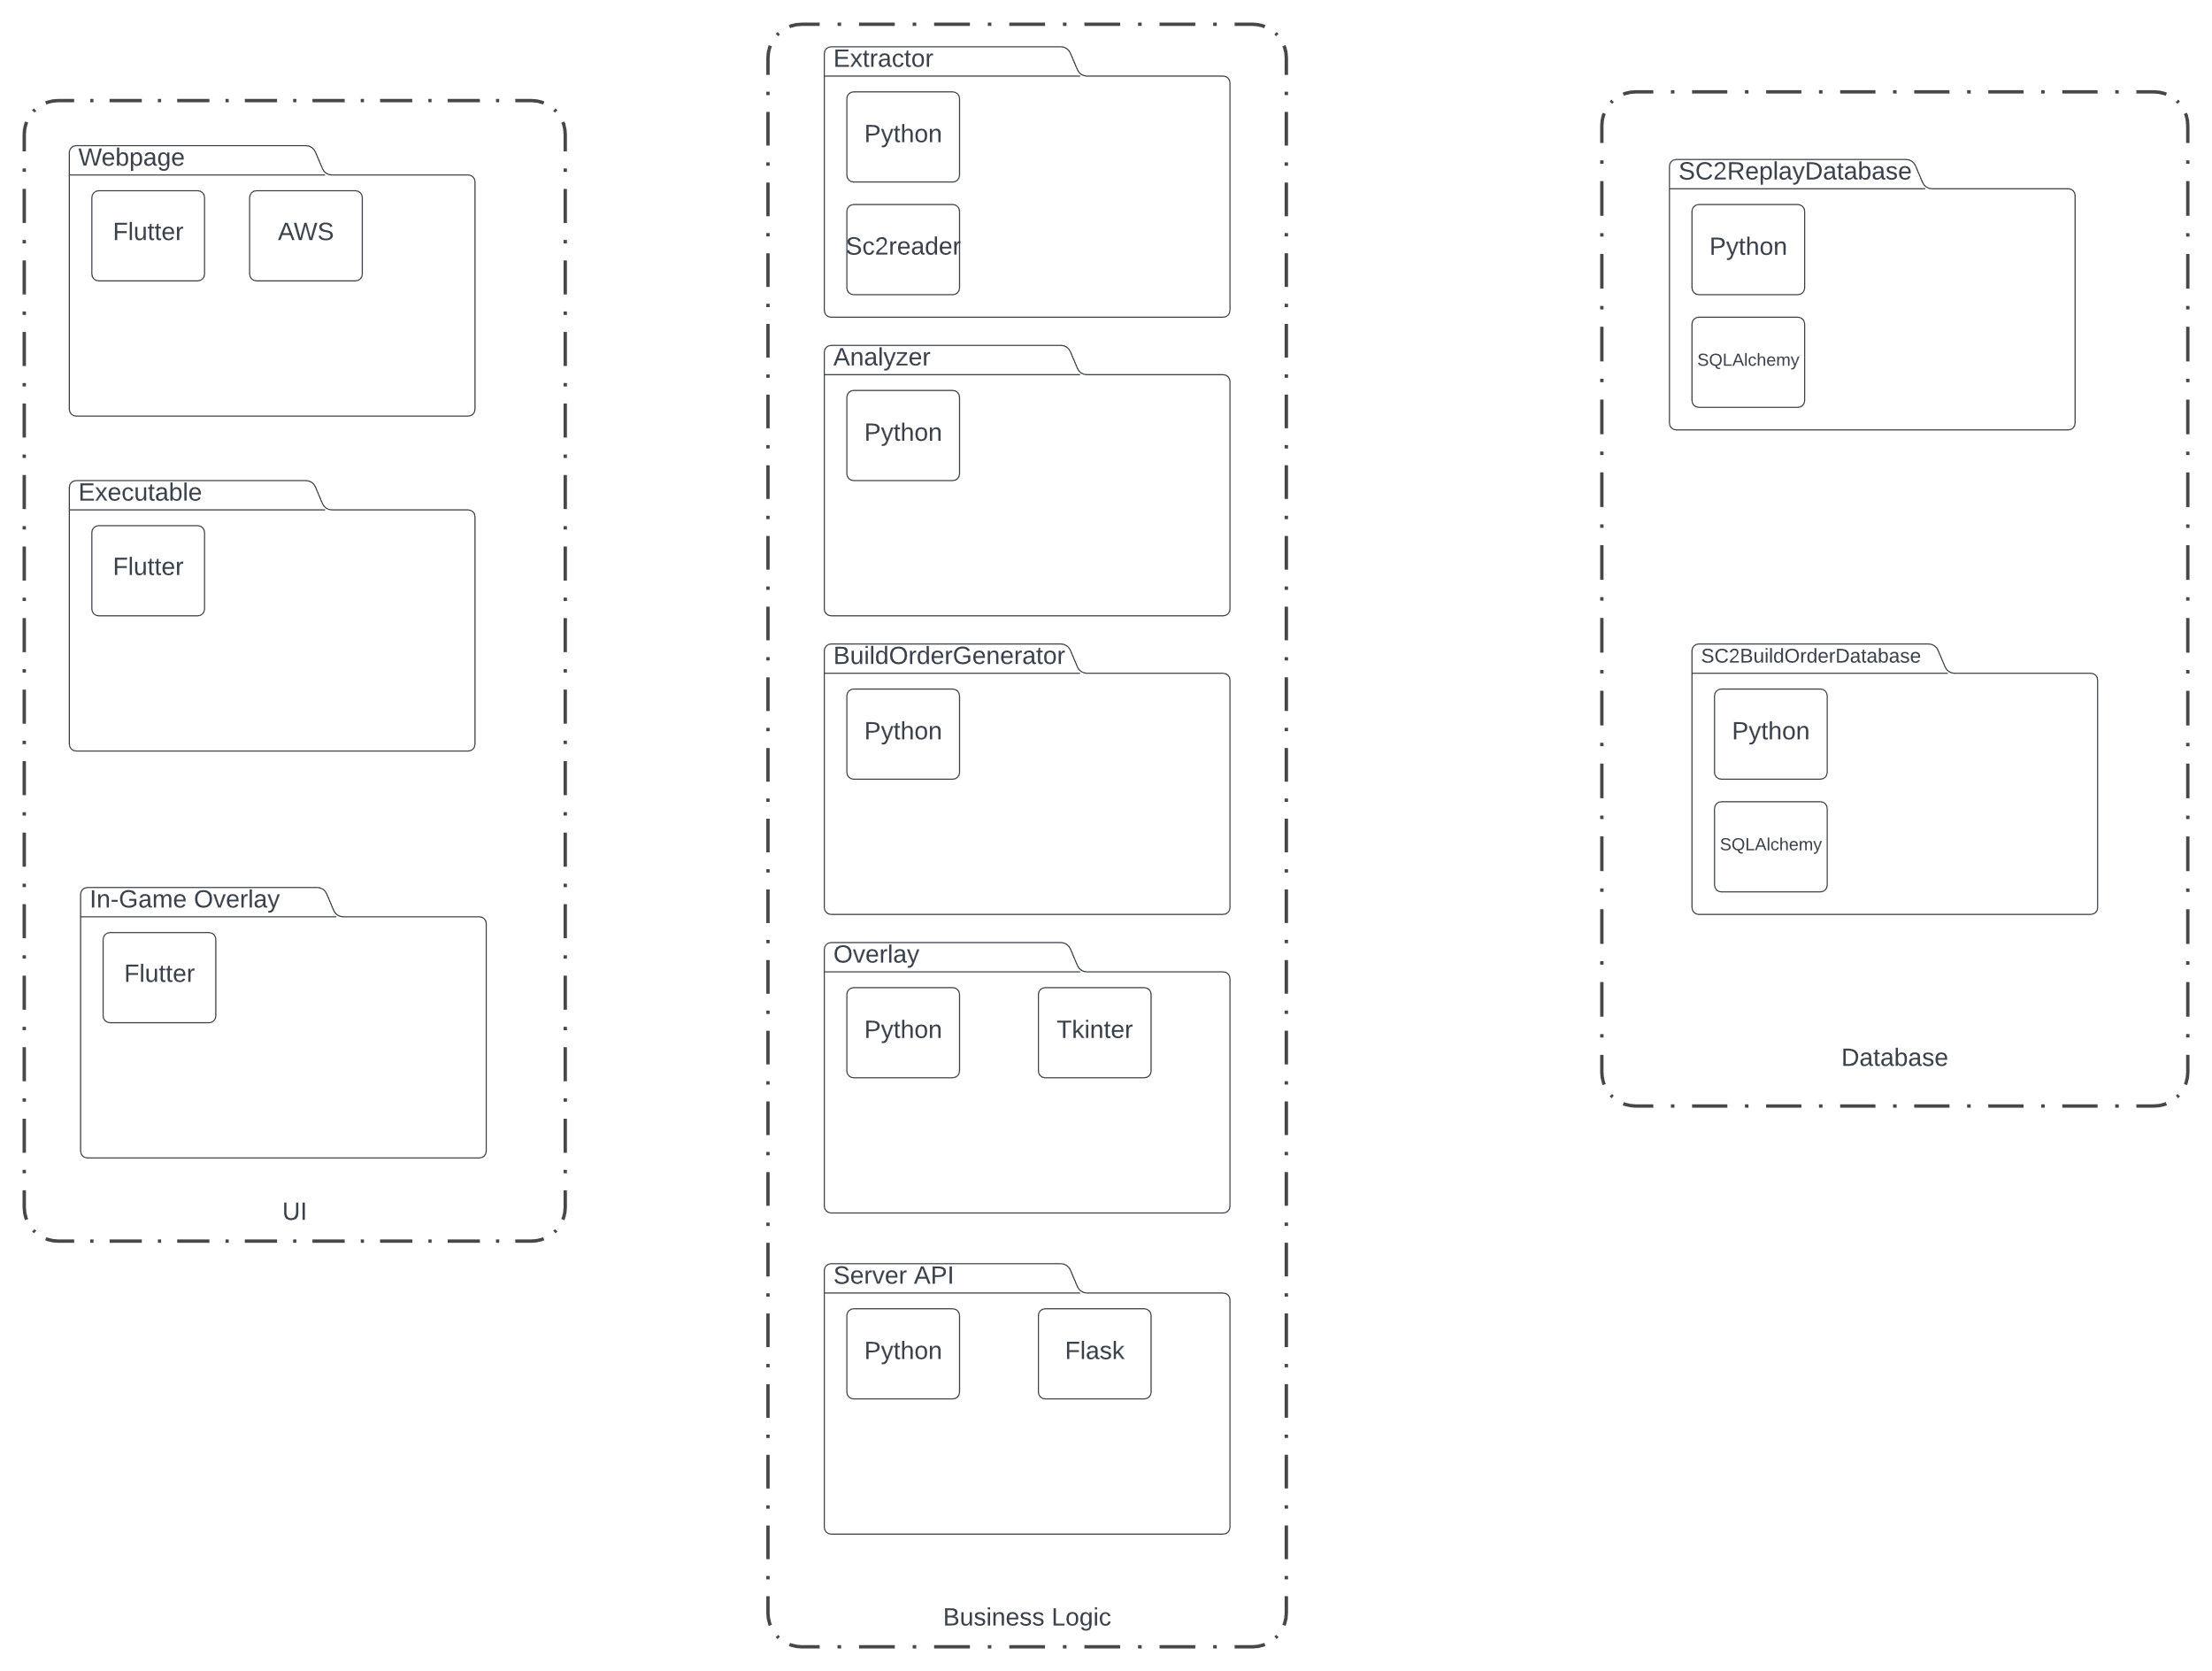 Webpage
Flutter
AWS
Executable
Flutter
In-Game Overlay
Flutter
UI
Extractor
Python
Sc2reader
Analyzer
Python
BuildOrderGenerator
Python
Overlay
Python
Tkinter
Server API
Python
Flask
Business Logic
SC2ReplayDatabase
Python
SQLAlchemy
SC2BuildOrderDatabase
Python
SQLAlchemy
Database